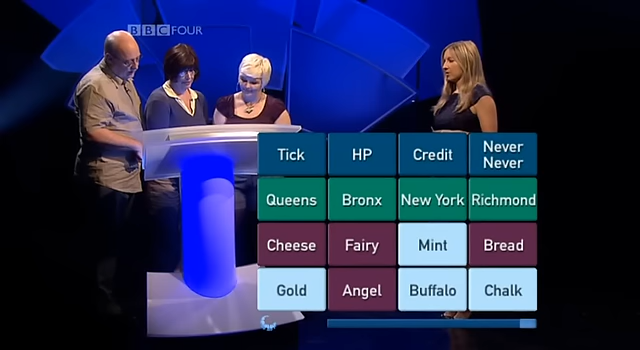 BBC FOUR
Tick
HP
Credit
Never
Never
Queens
Bronx
New York
Richmond
Cheese
Fairy
Mint
Bread
Gold
Angel
Buffalo
Chalk